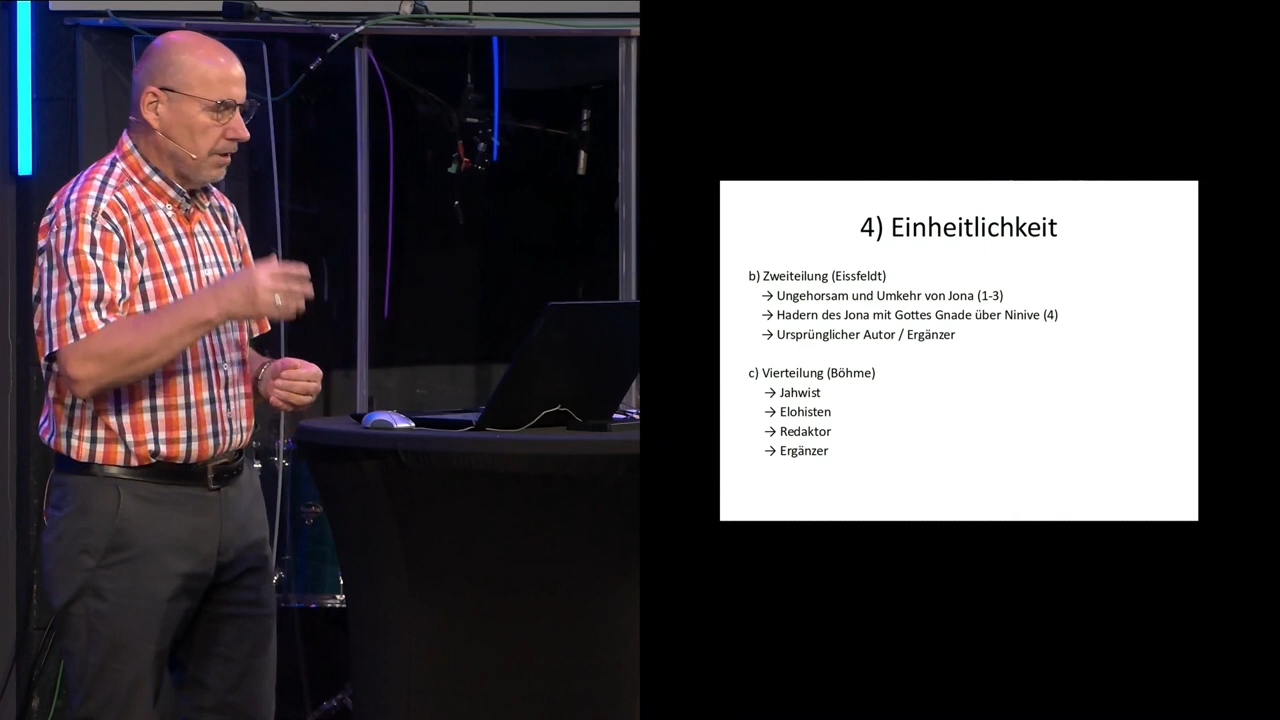 4) Einheitlichkeit
b) Zweiteilung (Eissfeldt)
→ Ungehorsam und Umkehr von Jona (1-3)
→ Hadern des Jona mit Gottes Gnade über Ninive (4)
→ Ursprünglicher Autor / Ergänzer
c) Vierteilung (Böhme)
→ Jahwist
→ Elohisten
→ Redaktor
→ Ergänzer